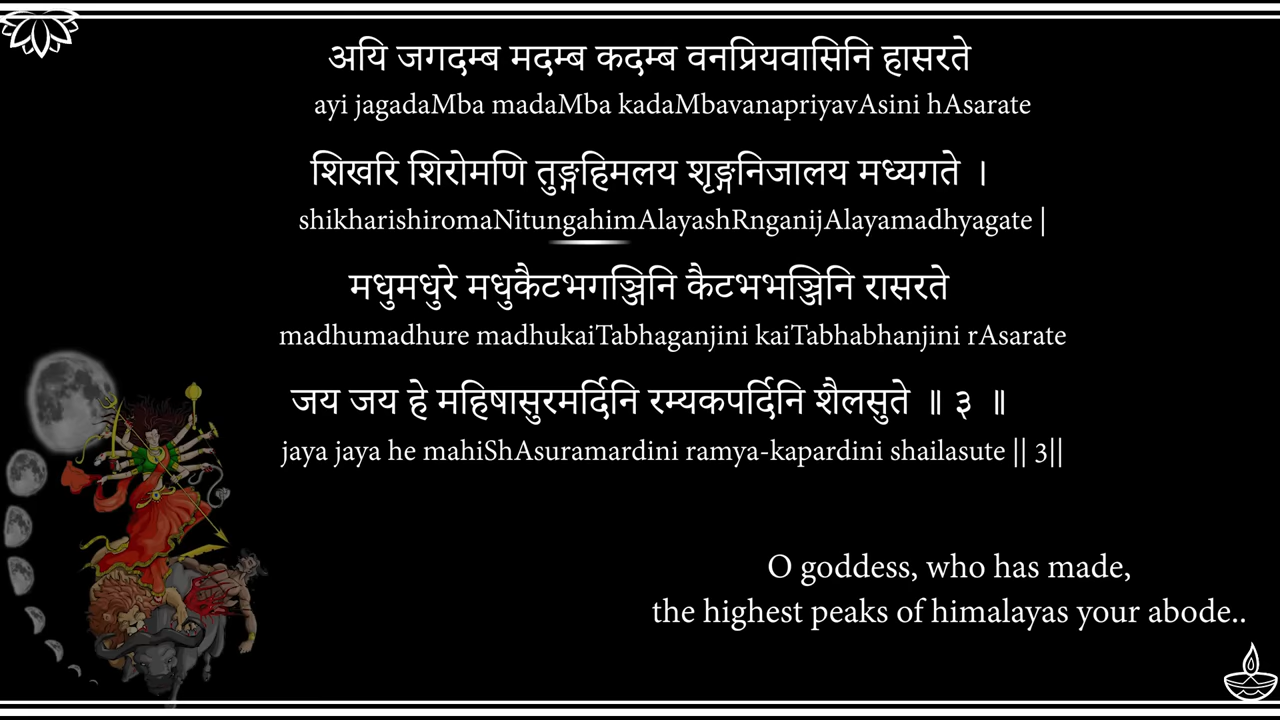 अयि जगदम्ब मदम्ब कदम्ब वनप्रियवासिनि हासरते
ayi jagadaMba madaMba kadaMbavanapriyavAsini hAsarate
शिखरि शिरोमणि तुङ्गहिमलय शृङ्गनिजालय मध्यगते ।
shikharishiromaNitungahimAlayashRnganijAlayamadhyagate |
मधुमधुरे मधुकैटभगञ्जिनि कैटभभञ्जिनि रासरते
madhumadhure madhukaiTabhaganjini kaiTabhabhanjini rAsarate
जय जय हे महिषासुरमर्दिनि रम्यकपर्दिनि शैलसुते ॥ ३ ॥
jaya jaya he mahiShAsuramardini ramya-kapardini shailasute || 3||
O goddess, who has made,
the highest peaks of himalayas your abode..